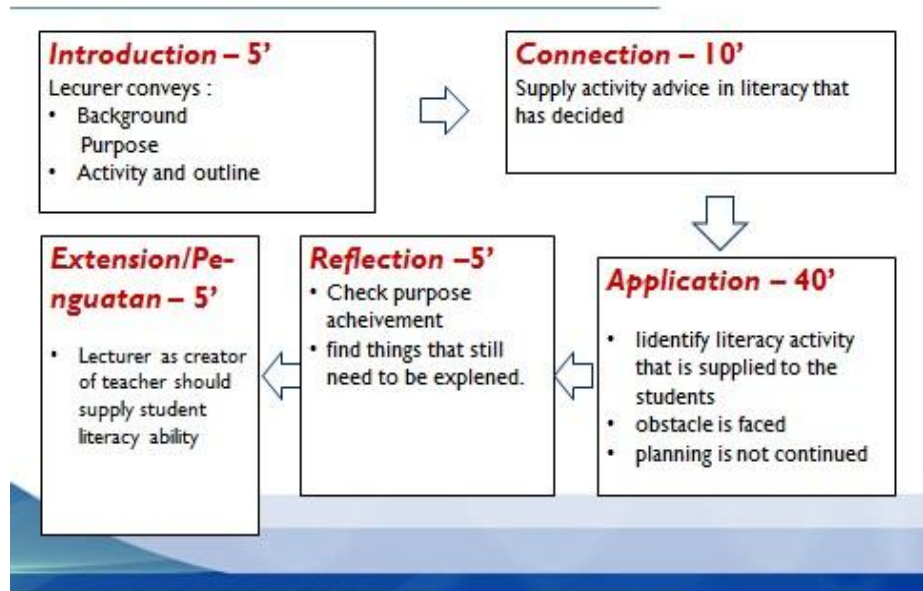 Introduction – 5’
Lecurer conveys :
• Background
Purpose
• Activity and outline
Connection – 10’
Supply activity advice in literacy that
has decided
Application – 40’
• Iidentify literacy activity
that is supplied to the
students
• obstacle is faced
• planning is not continued
Reflection –5’
• Check purpose
acheivement
• find things that still
need to be explened.
Extension/Pe-
nguatan – 5’
• Lecturer as creator
of teacher should
supply student
literacy ability